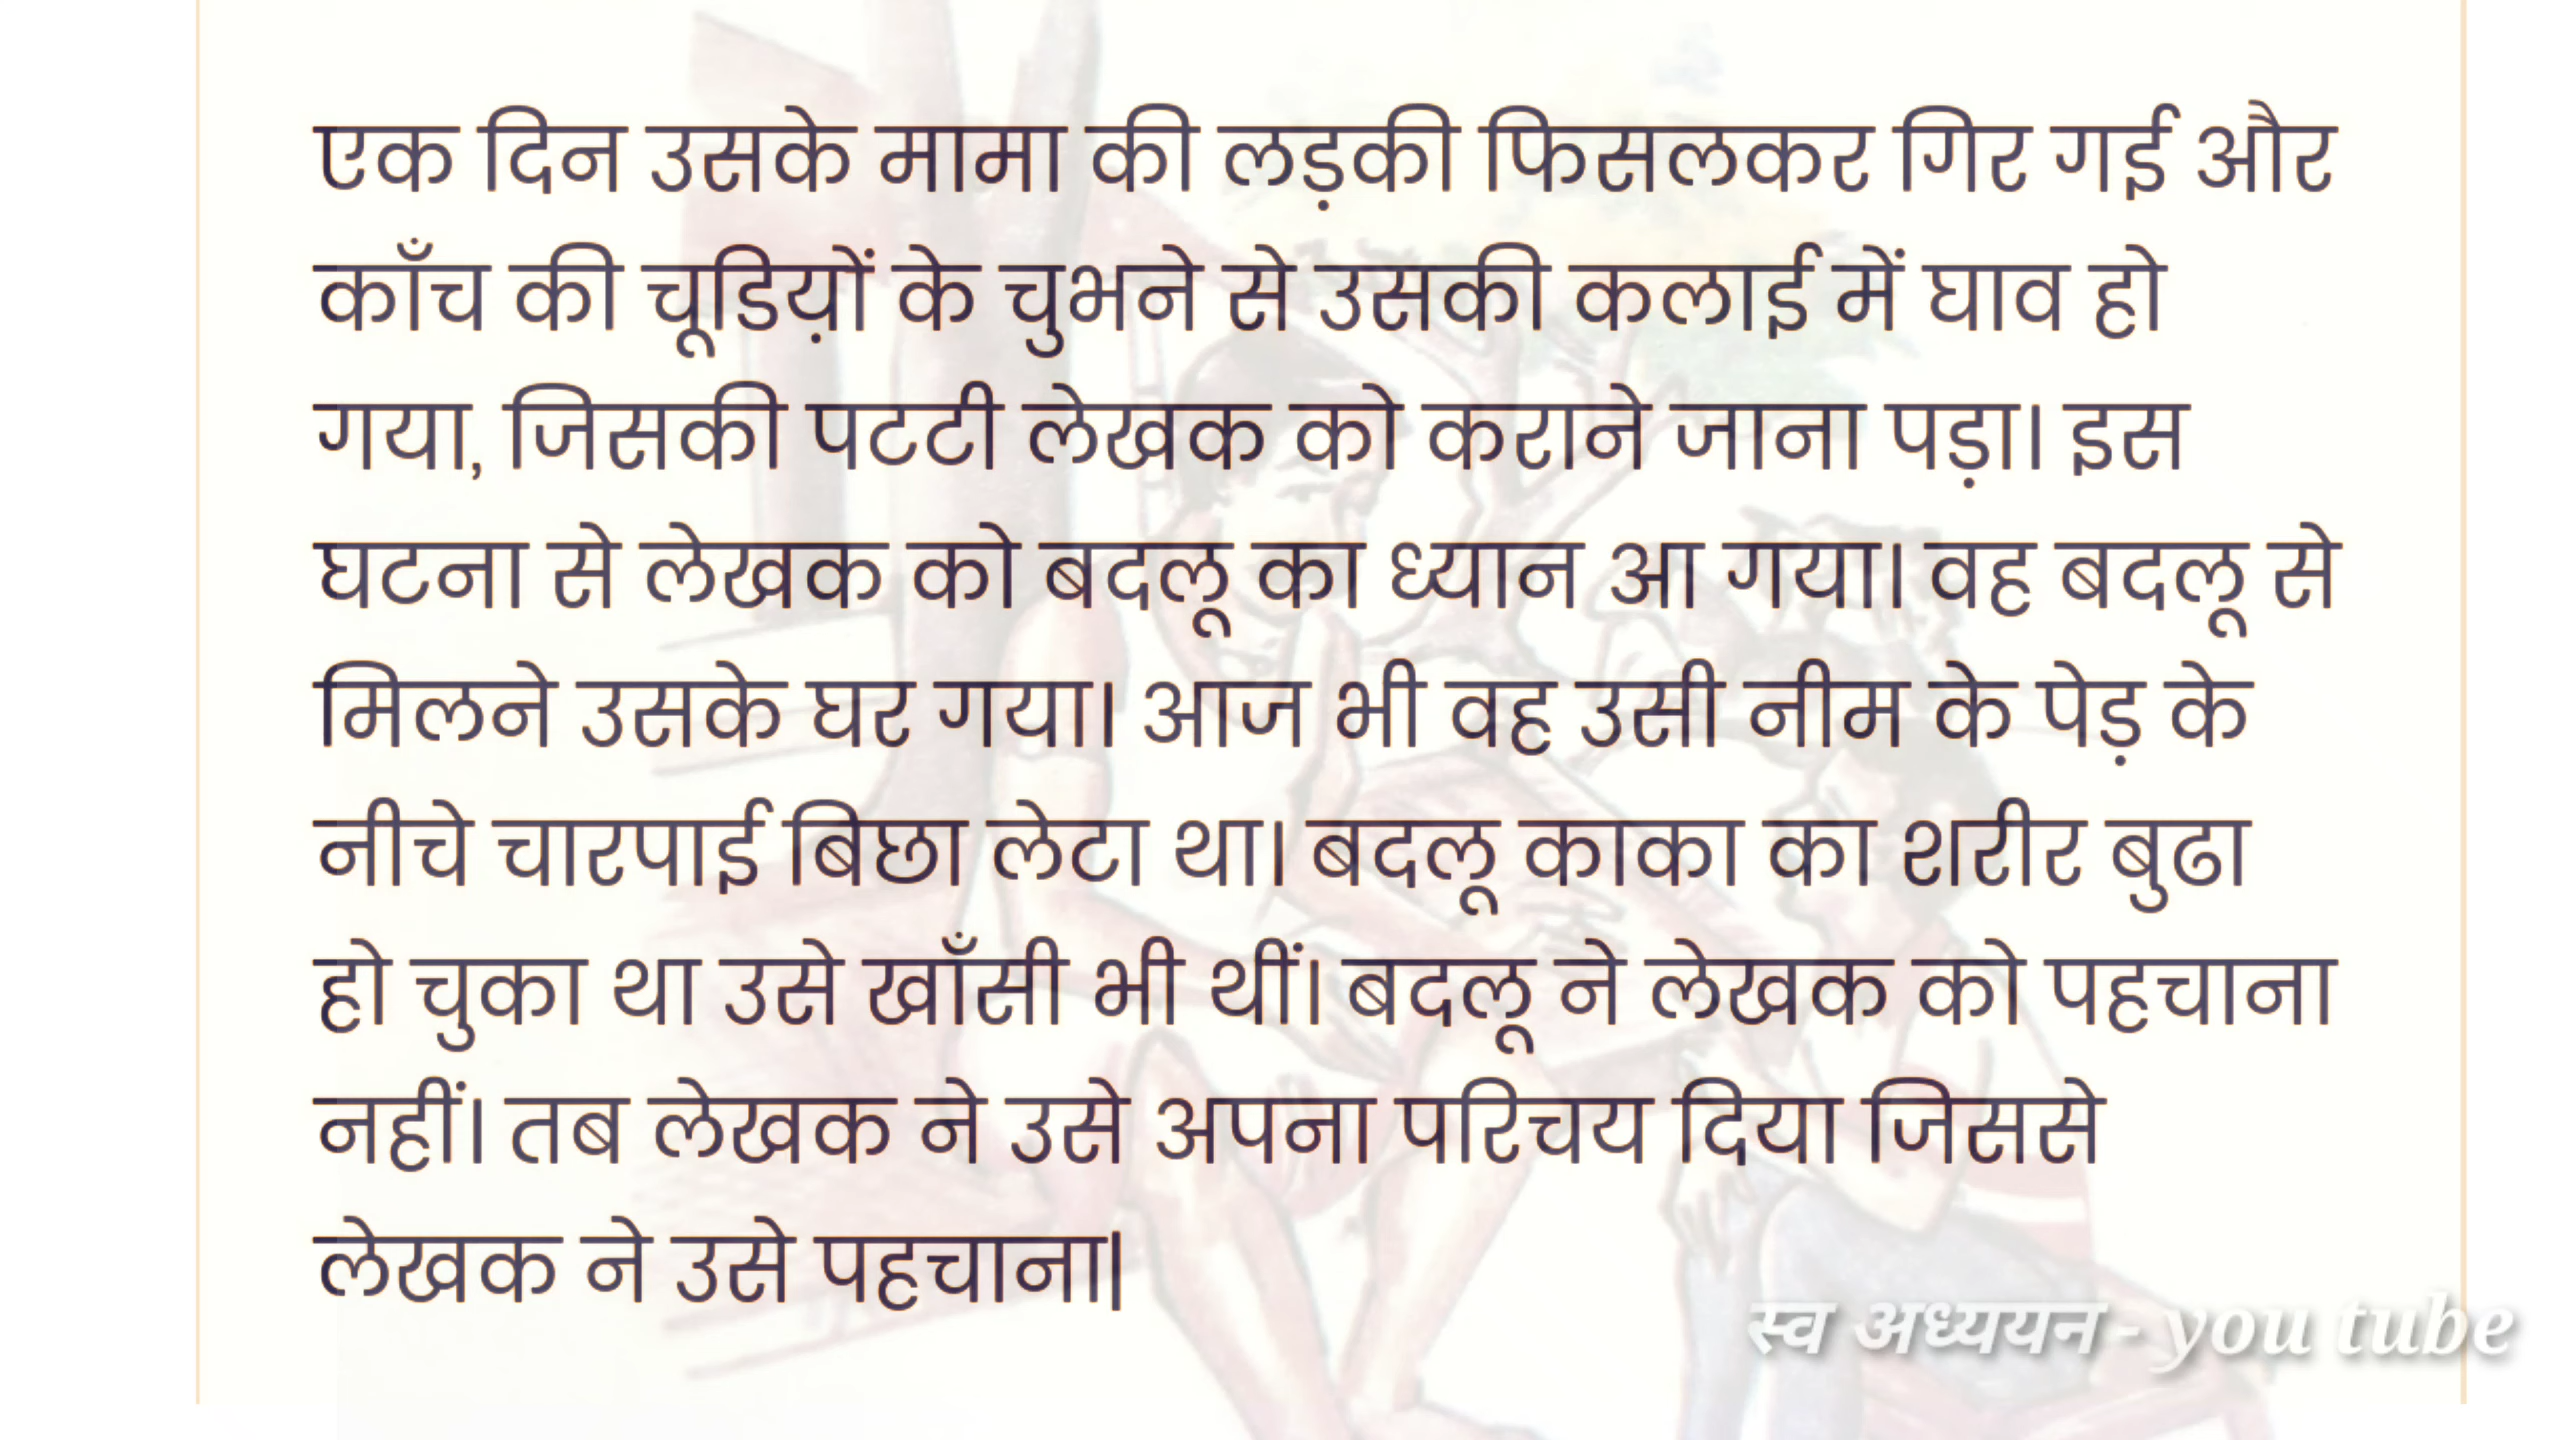 एक दिन उसके मामा की लड़की फिसलकर गिर गई और
काँच की चूडिय़ों के चुभने से उसकी कलाई में घाव हो
गया, जिसकी पटटी लेखक को कराने जाना पड़ा। इस
घटना से लेखक को बदलू का ध्यान आ गया। वह बदलू से
मिलने उसके घर गया। आज भी वह उसी नीम के पेड़ के
नीचे चारपाई बिछा लेटा था। बदलू काका का शरीर बुढा
हो चुका था उसे खाँसी भी थीं। बदलू ने लेखक को पहचाना
नहीं। तब लेखक ने उसे अपना परिचय दिया जिससे
लेखक ने उसे पहचाना|
स्व अध्ययन - you tube